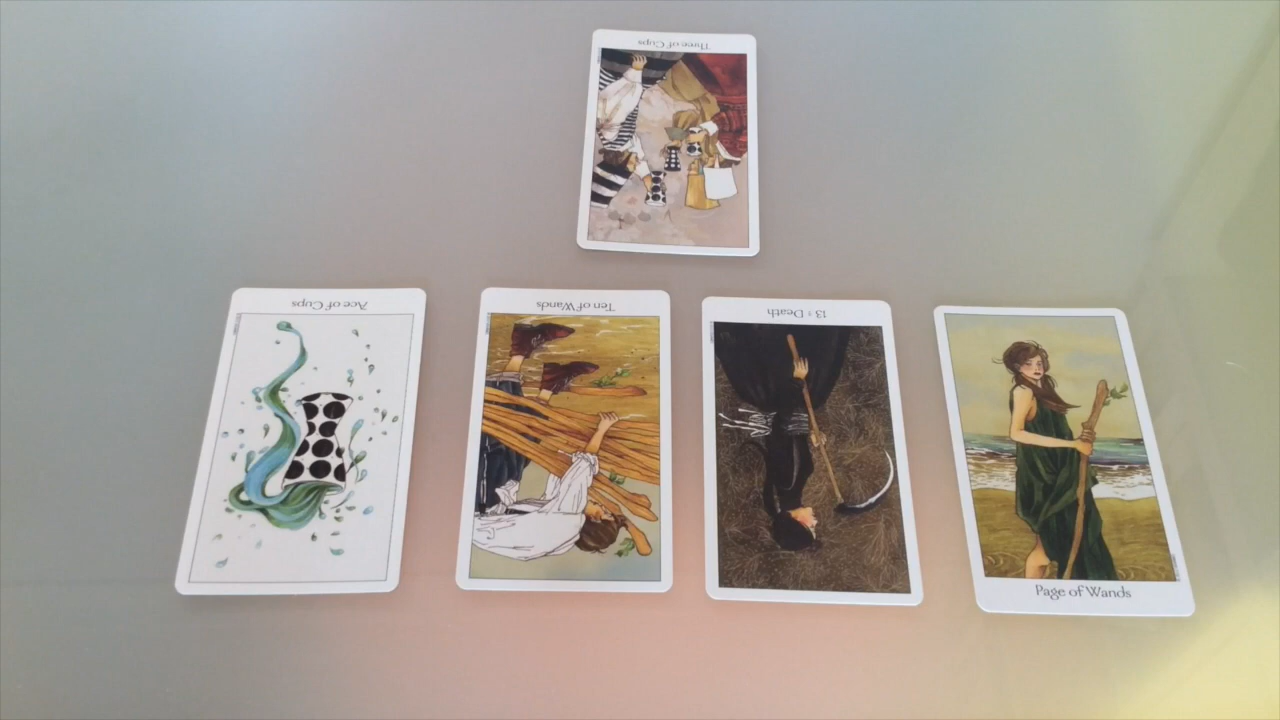 Three of Cups
Ace of Cups
Ten of Wands
13 Death
Page of Wands